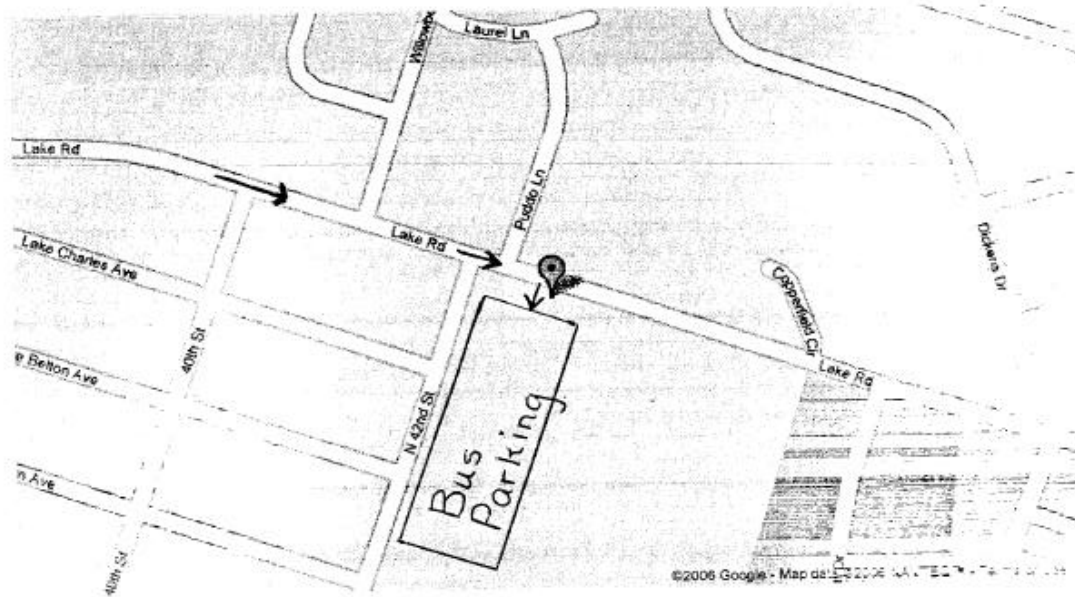 Laurel Ln
Lake Rd
Puddo Ln
Lake Rd
Dickens Dr
Lake Charles Ave
Copperfield Cir
40th St
Lake Rd
Belton Ave
N 42nd St
Bus
Parking
Ave
40th St
©2006 Google - Map data